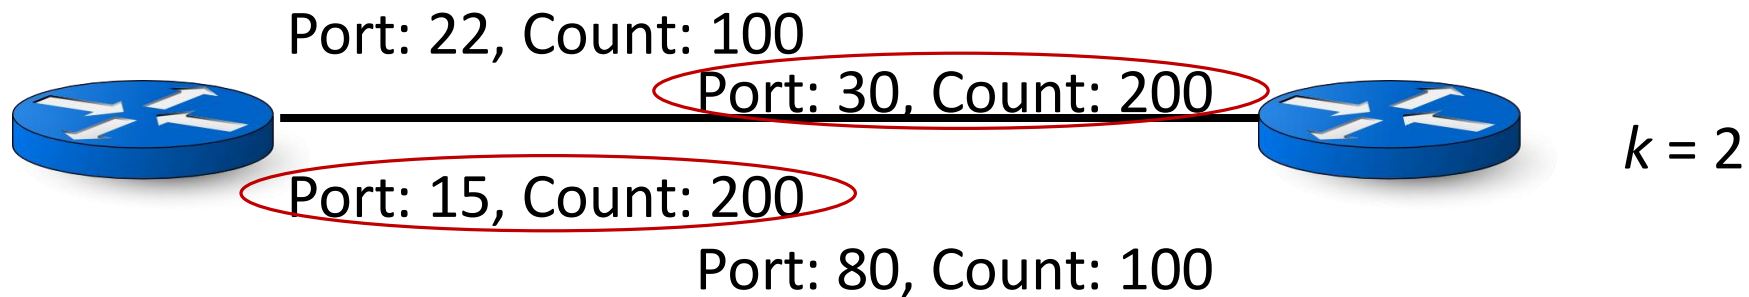 Port: 22, Count: 100
Port: 30, Count: 200
k = 2
Port: 15, Count: 200
Port: 80, Count: 100